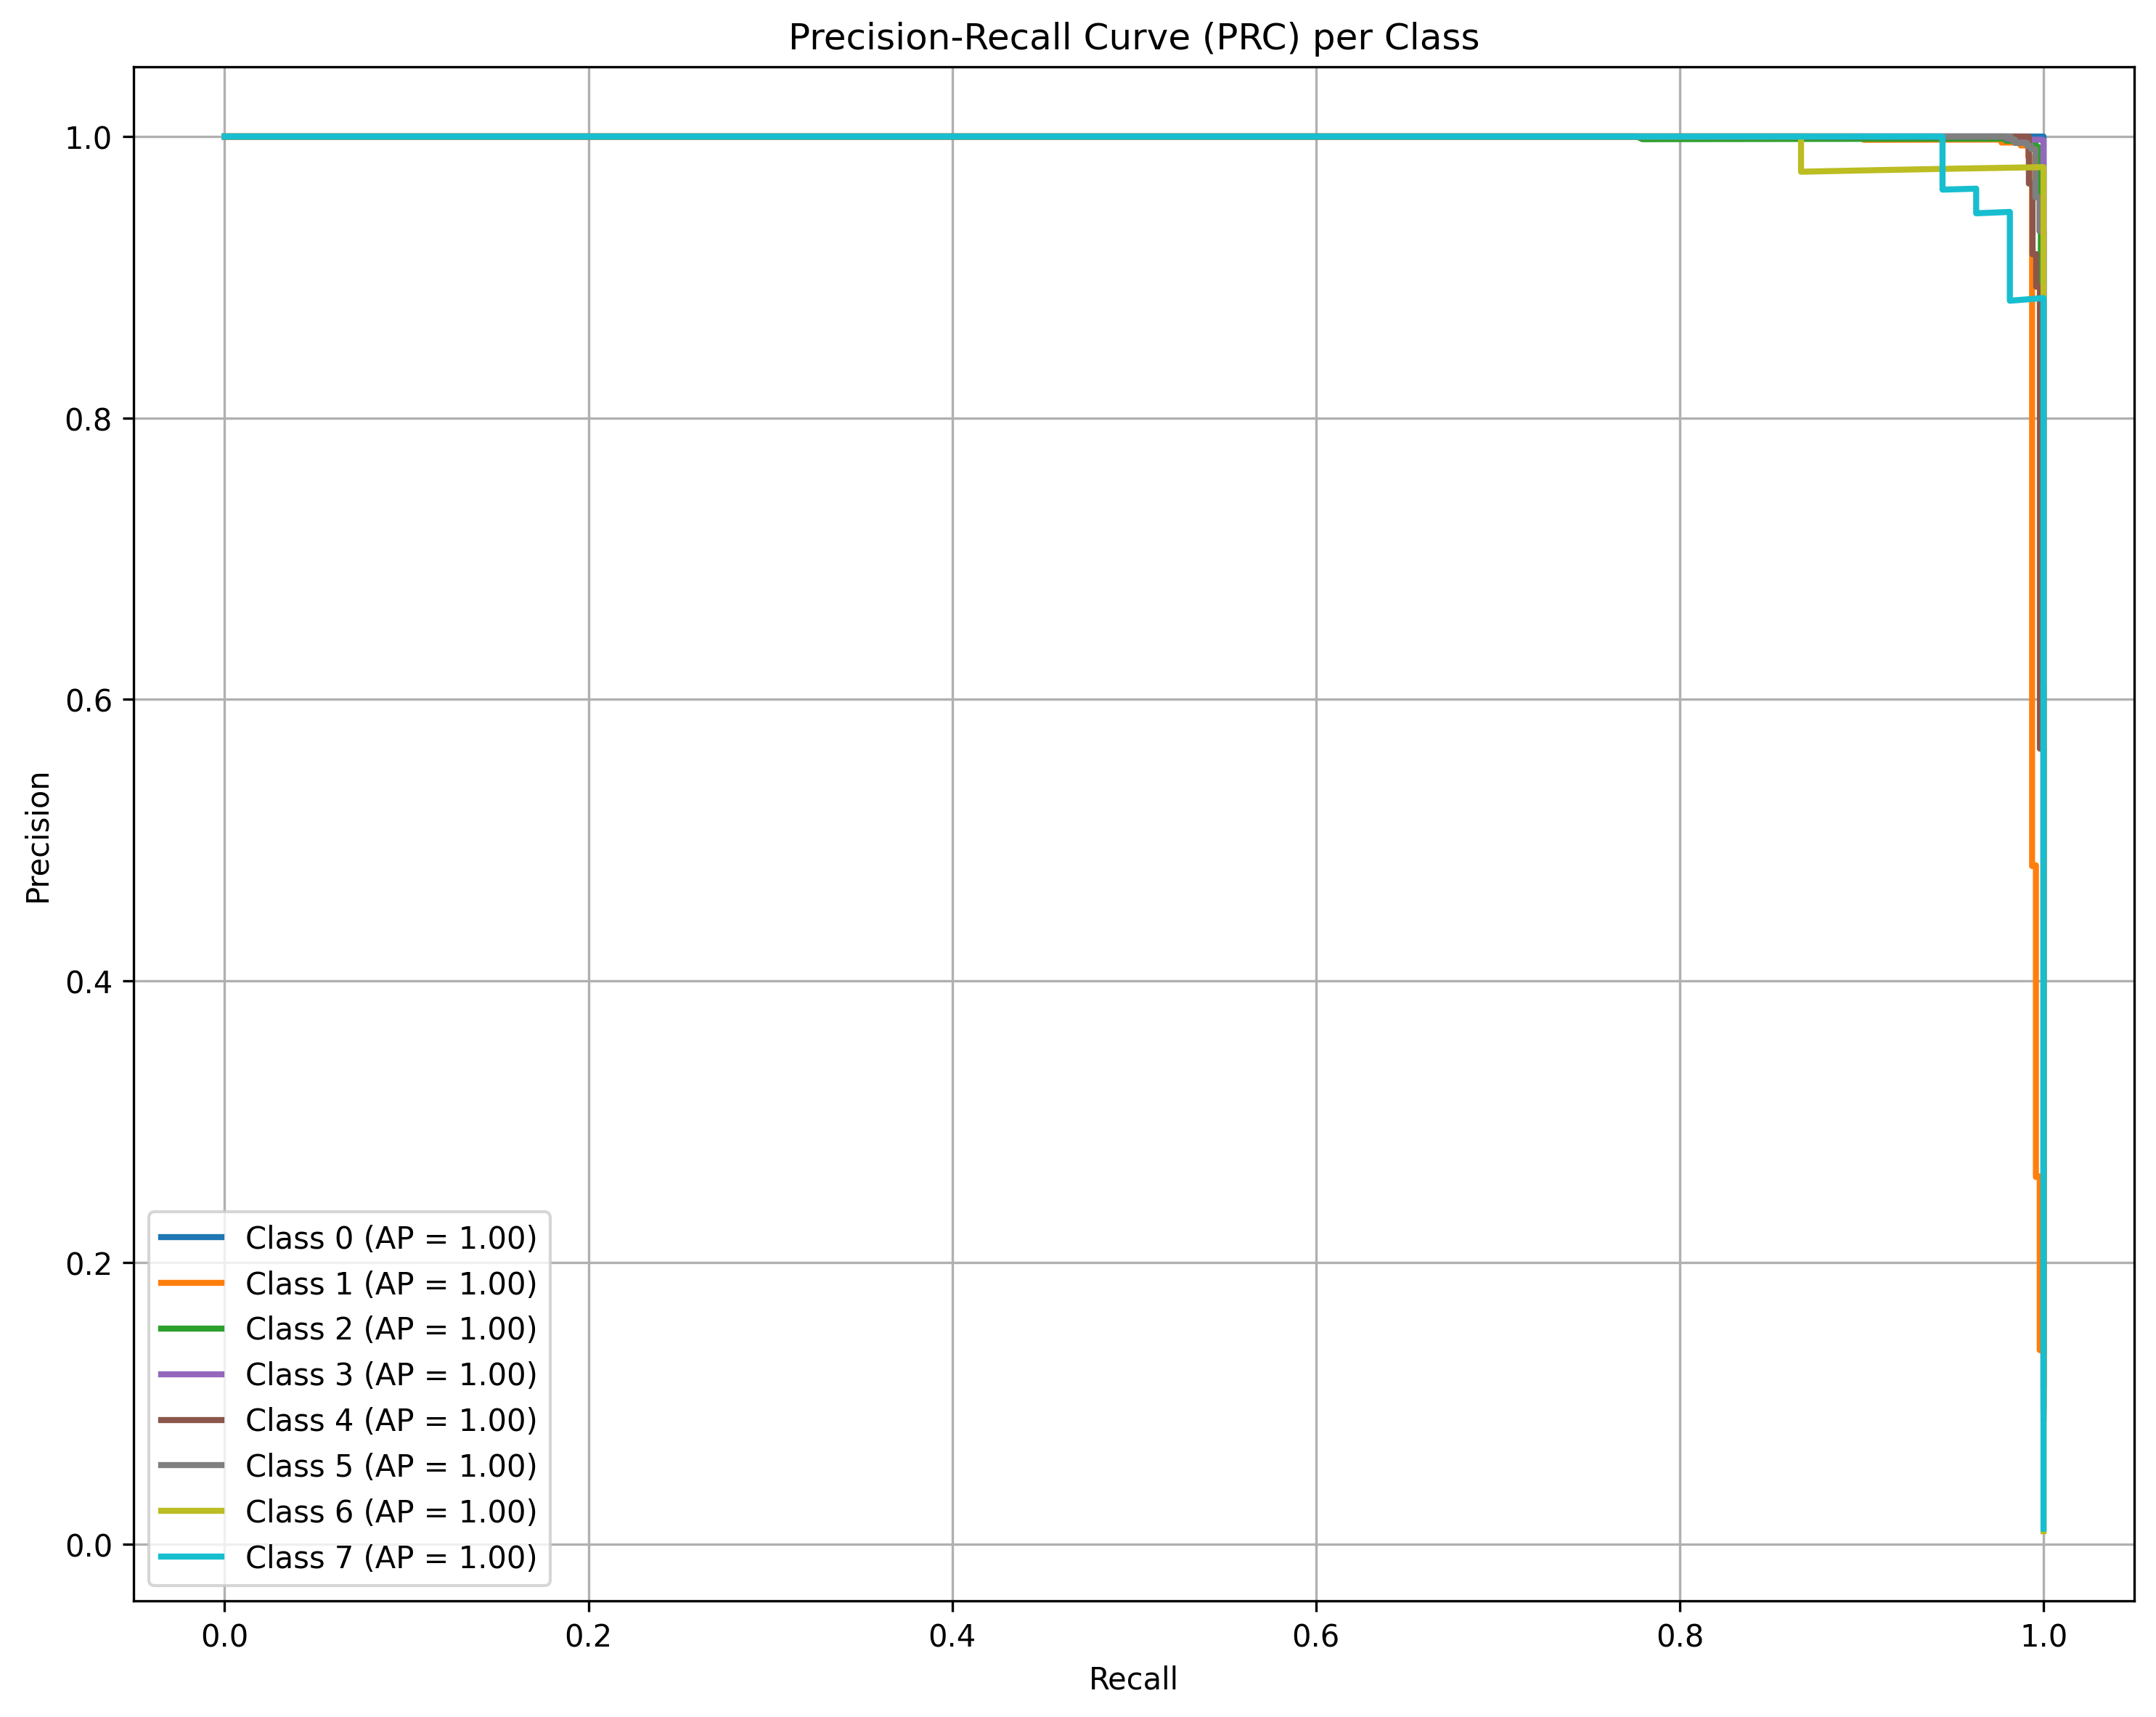 Precision-Recall Curve (PRC) per Class
1.0
0.8
0.6
0.4
0.2
0.0
Precision
Class 0 (AP = 1.00)
Class 1 (AP = 1.00)
Class 2 (AP = 1.00)
Class 3 (AP = 1.00)
Class 4 (AP = 1.00)
Class 5 (AP = 1.00)
Class 6 (AP = 1.00)
Class 7 (AP = 1.00)
0.0 0.2 0.4 0.6 0.8 1.0
Recall